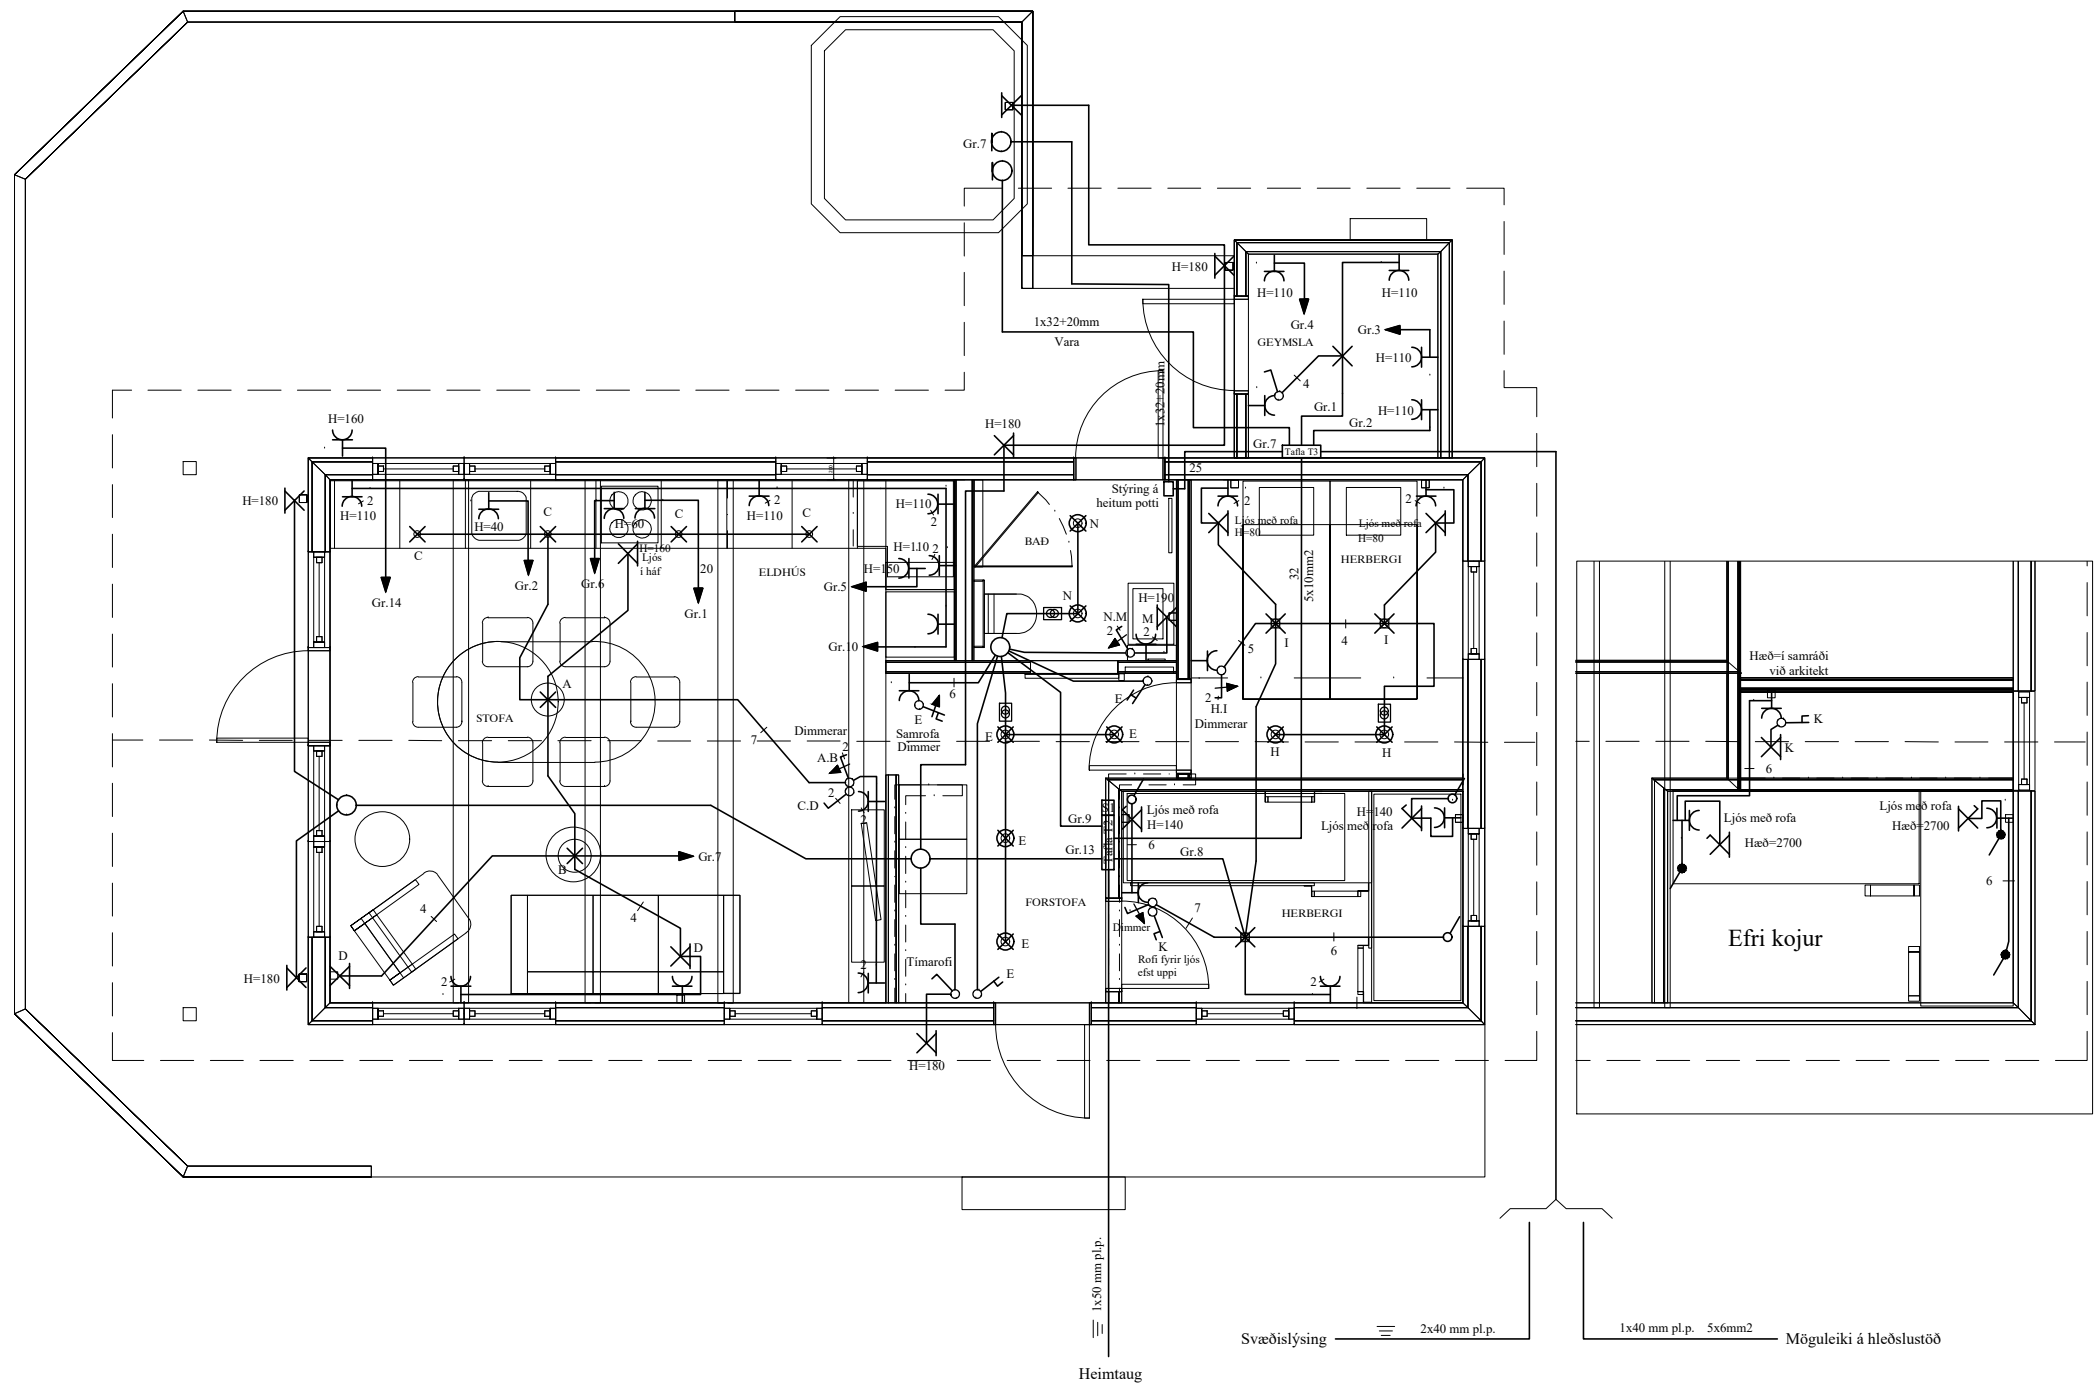 Gr.7
H=180
H=110
H=110
Gr.4
Gr.3
GEYMSLA
H=110
4
H=110
Gr.1
Gr.2
Gr.7
Tafla T3
1x32+20mm
Vara
1x32+20mm
H=160
H=180
25
Stýring á
heitum potti
H=180
2
H=110
H=40
C
H=60
C
2
H=110
C
H=110
2
C
H=160
Ljós
í háf
20
Gr.14
Gr.2
Gr.6
Gr.1
ELDHÚS
H=110
2
H=150
Gr.5
Gr.10
BAÐ
N
N
H=190
M
2
N.M
2
2
Ljós með rofa
H=80
2
Ljós með rofa
H=80
HERBERGI
32
5x10mm2
I
4
I
5
2
H.I
Dimmerar
H
H
A
STOFA
7
Dimmerar
2
A.B
2
C.D
2
6
E
Samrofa
Dimmer
E
E
E
E
E
Gr.9
Gr.13
Gr.8
Ljós með rofa
H=140
6
H=140
Ljós með rofa
B
Gr.7
4
4
D
D
H=180
2
2
Tímarofi
E
FORSTOFA
H=180
Dimmer
K
Rofi fyrir ljós
efst uppi
7
HERBERGI
6
2
Hæð=í samráði
við arkitekt
K
K
6
Ljós með rofa
Hæð=2700
Ljós með rofa
Hæð=2700
6
Efri kojur
1x50 mm pl.p.
Heimtaug
Svæðislýsing
2x40 mm pl.p.
1x40 mm pl.p. 5x6mm2
Möguleiki á hleðslustöð